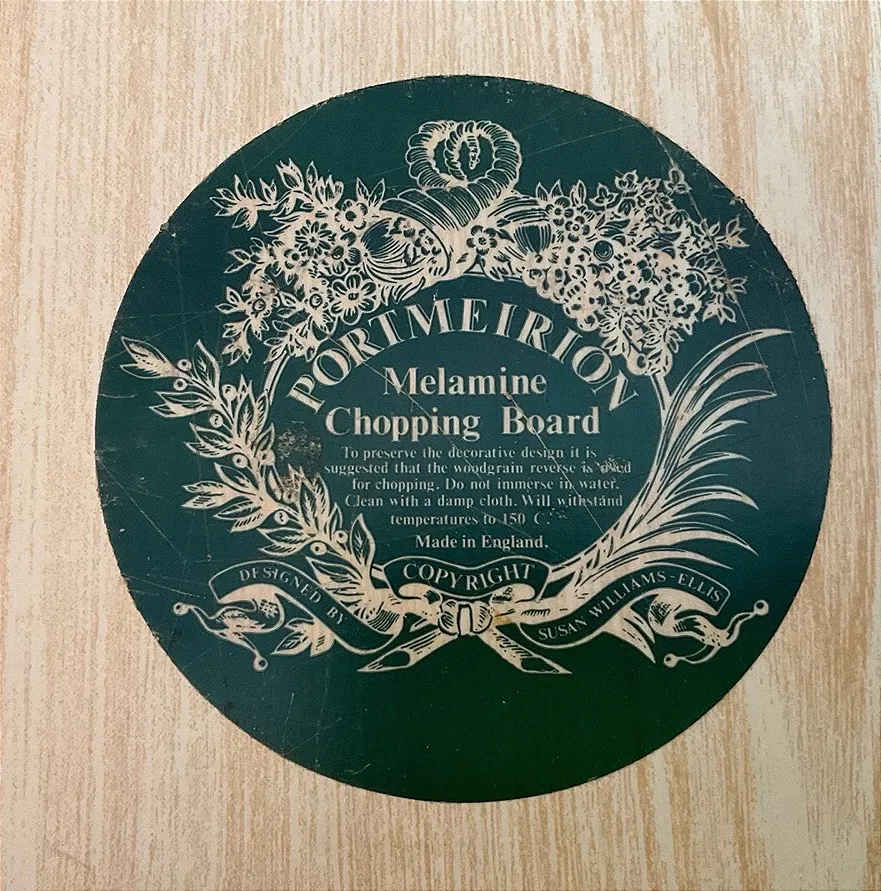 PORTMEIRION
Melamine
Chopping Board
To preserve the decorative design it is
suggested that the woodgrain reverse is used
for chopping. Do not immerse in water.
Clean with a damp cloth. Will withstand
temperatures to 150 C.
Made in England.
COPYRIGHT
DESIGNED BY
SUSAN WILLIAMS-ELLIS